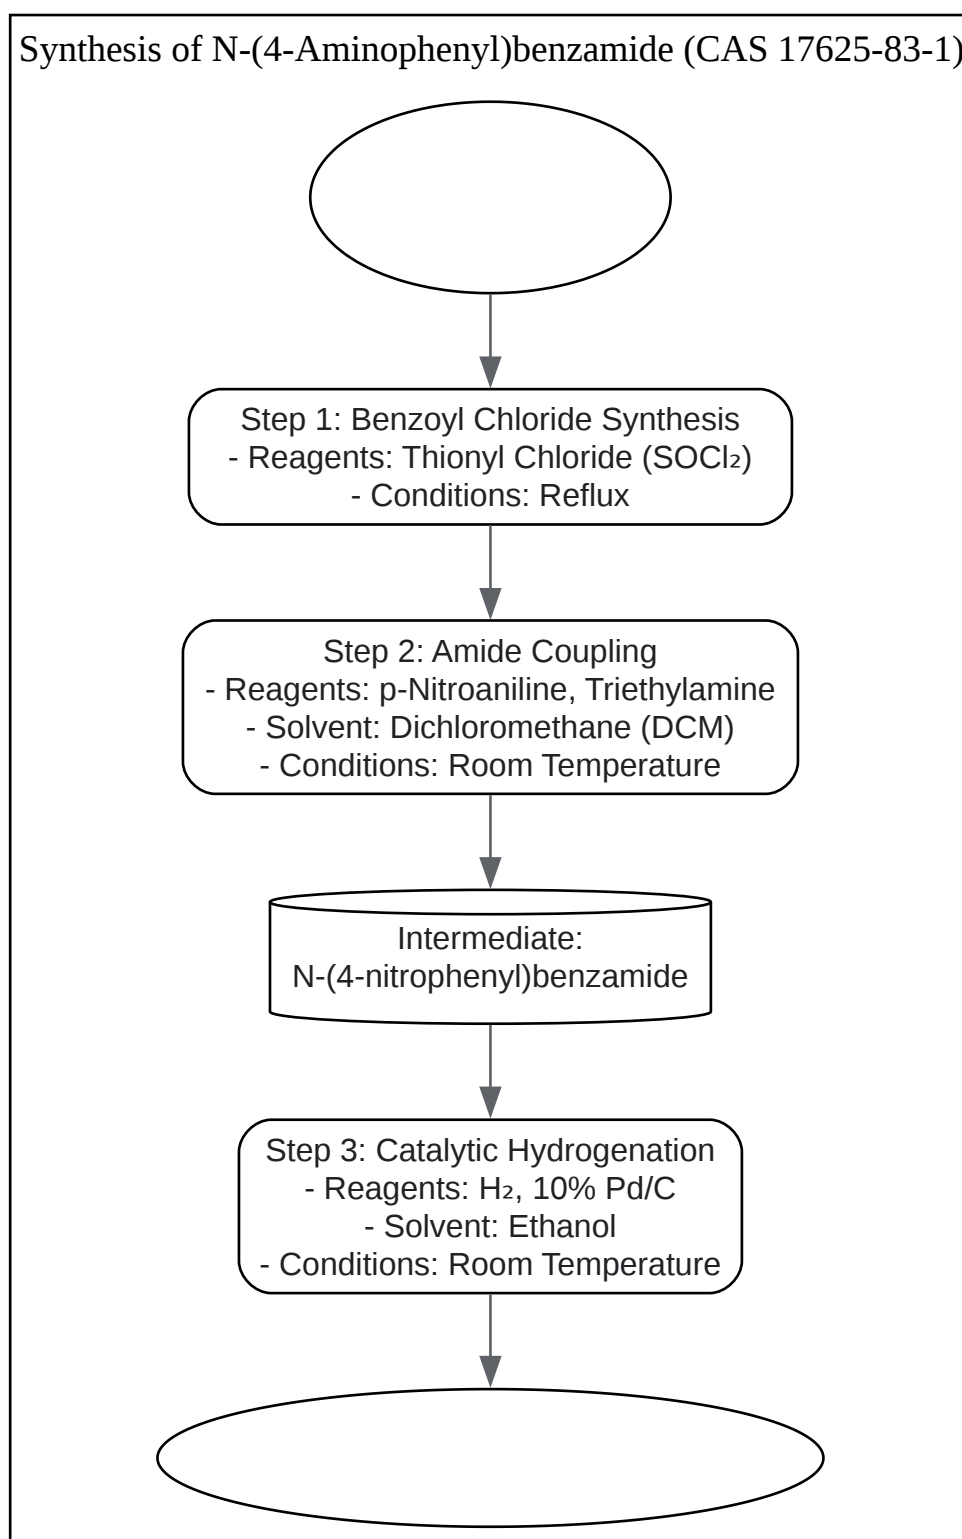 Synthesis of N-(4-Aminophenyl)benzamide (CAS 17625-83-1)
Step 1: Benzoyl Chloride Synthesis
- Reagents: Thionyl Chloride (SOCl₂)
- Conditions: Reflux
Step 2: Amide Coupling
- Reagents: p-Nitroaniline, Triethylamine
- Solvent: Dichloromethane (DCM)
- Conditions: Room Temperature
Intermediate:
N-(4-nitrophenyl)benzamide
Step 3: Catalytic Hydrogenation
- Reagents: H₂, 10% Pd/C
- Solvent: Ethanol
- Conditions: Room Temperature